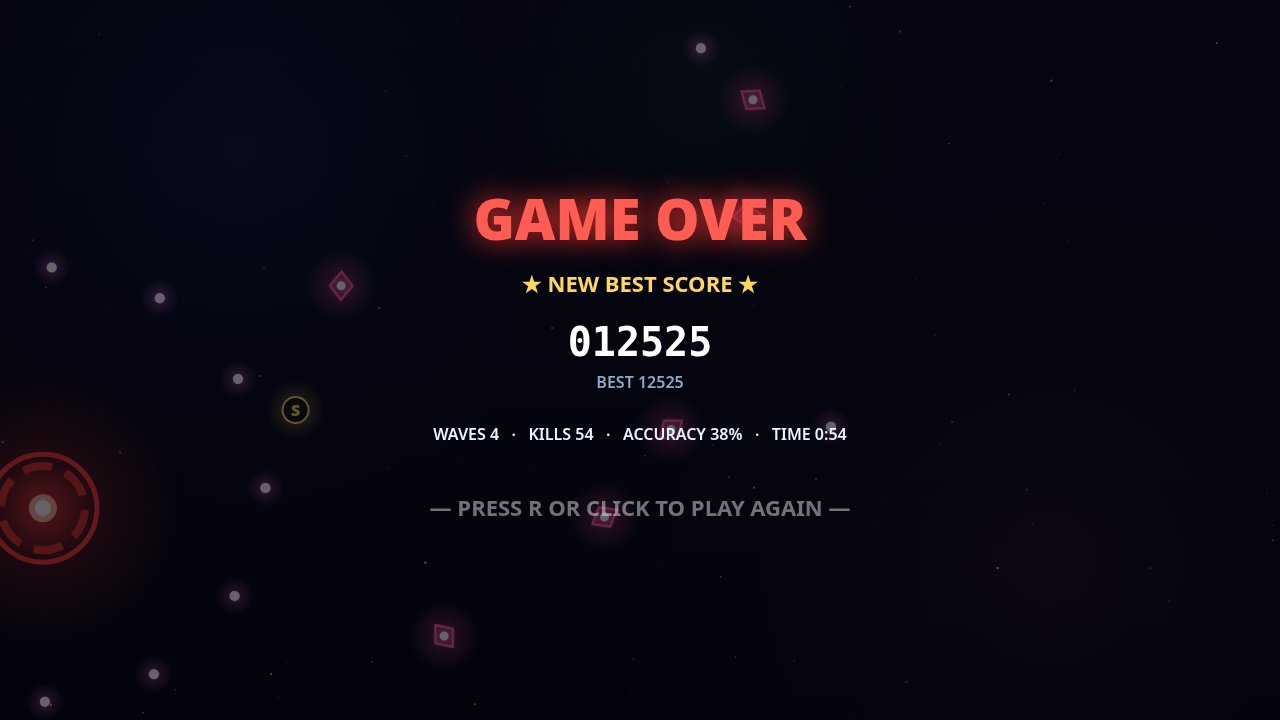 GAME OVER
★ NEW BEST SCORE ★
012525
BEST 12525
WAVES 4 · KILLS 54 · ACCURACY 38% · TIME 0:54
S
— PRESS R OR CLICK TO PLAY AGAIN —